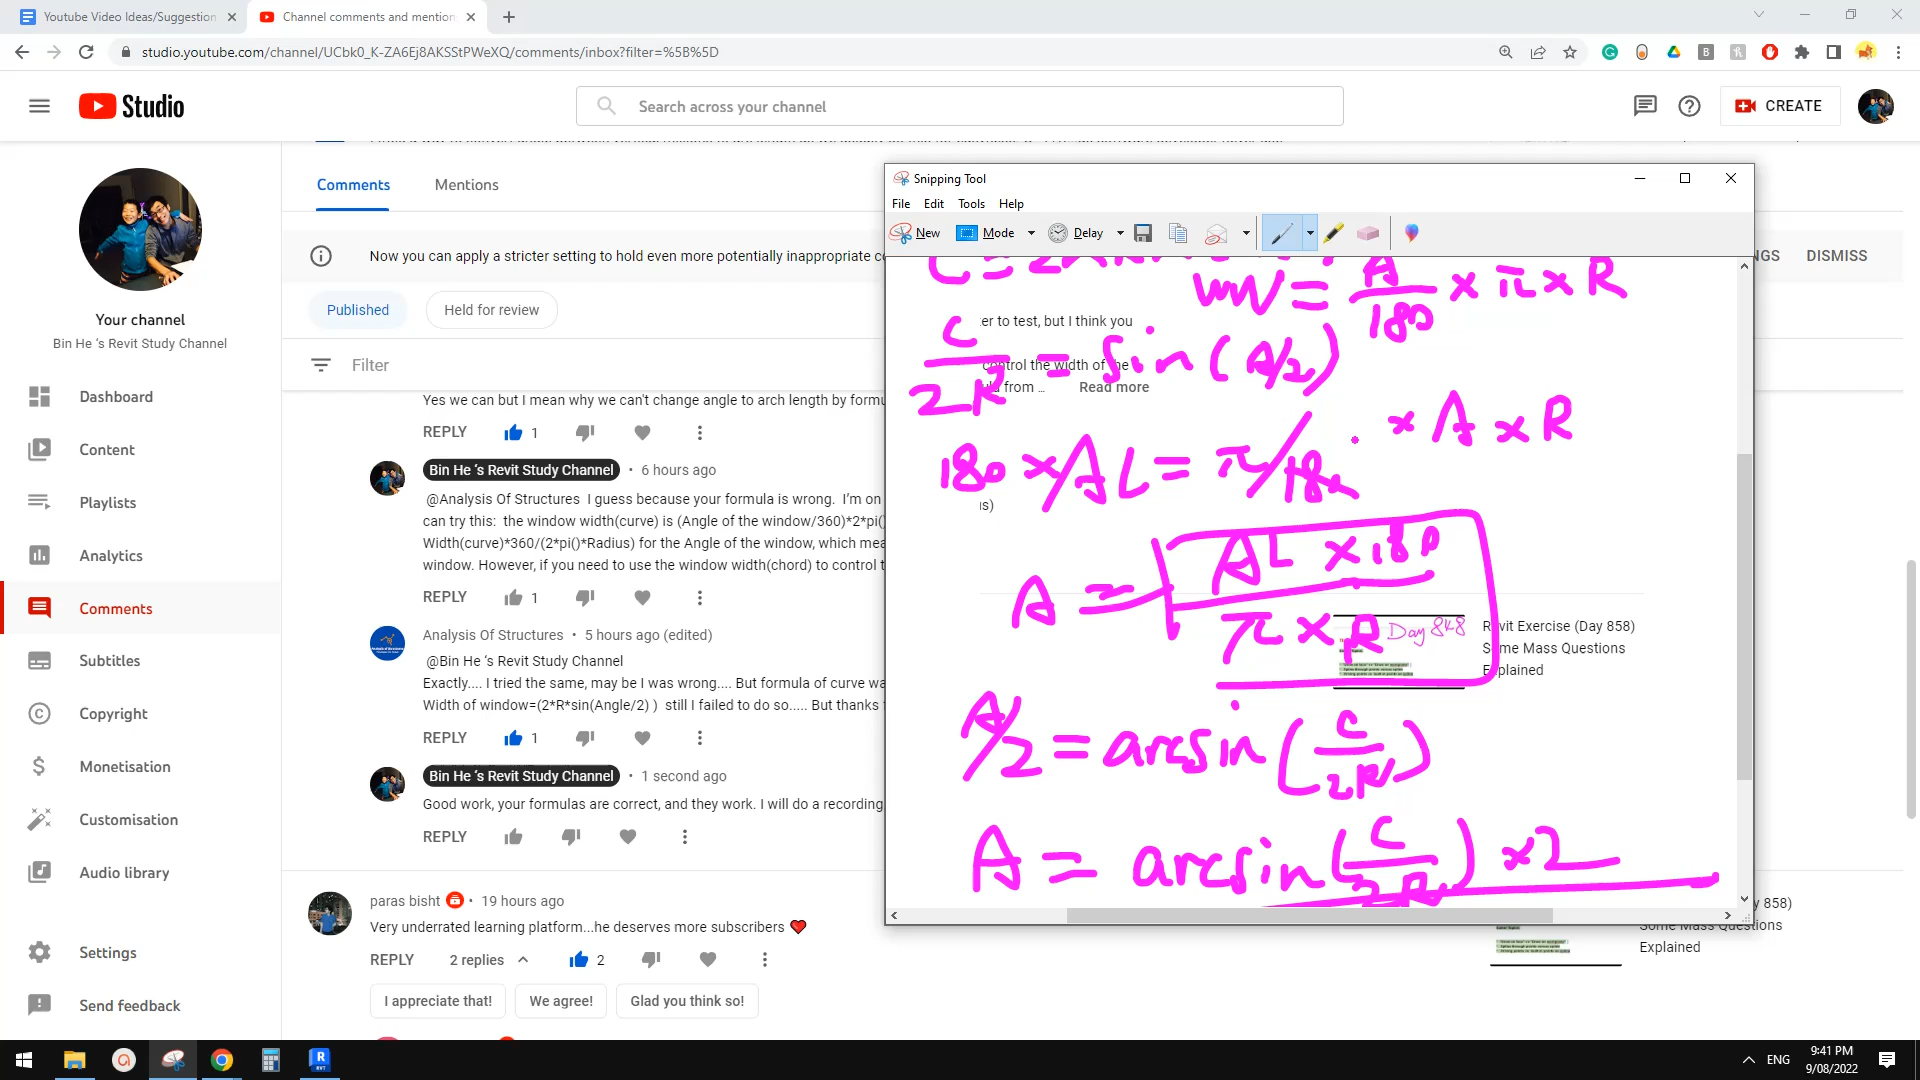 Youtube Video Ideas/Suggestion
Channel comments and mention
studio.youtube.com/channel/UCbk0_K-ZA6Ej8AKSStPWeXQ/comments/inbox?filter=%5B%5D
Studio
Search across your channel
CREATE
Your channel
Bin He 's Revit Study Channel
Dashboard
Content
Playlists
Analytics
Comments
Subtitles
Copyright
Monetisation
Customisation
Audio library
Settings
Send feedback
Comments
Mentions
Now you can apply a stricter setting to hold even more potentially inappropriate
NGS
DISMISS
Published
Held for review
Filter
Yes we can but I mean why we can't change angle to arch length by
REPLY
1
Bin He 's Revit Study Channel • 6 hours ago
@Analysis Of Structures I guess because your formula is wrong. I'm on
can try this: the window width(curve) is (Angle of the window/360)*2*pi()
Width(curve)*360/(2*pi()*Radius) for the Angle of the window, which
window. However, if you need to use the window width(chord) to control
REPLY
1
Analysis Of Structures • 5 hours ago (edited)
@Bin He 's Revit Study Channel
Exactly.... I tried the same, may be I was wrong.... But formula of curve
Width of window=(2*R*sin(Angle/2) ) still I failed to do so..... But thanks
REPLY
1
Bin He 's Revit Study Channel • 1 second ago
Good work, your formulas are correct, and they work. I will do a recording
REPLY
paras bisht • 19 hours ago
Very underrated learning platform...he deserves more subscribers ❤
REPLY
2 replies
2
I appreciate that!
We agree!
Glad you think so!
Snipping Tool
File
Edit
Tools
Help
New
Mode
Delay
WW = A/180 × π × R
er to test, but I think you
C/2R = sin(A/2)
control the width of the
from ...
Read more
180 × AL = π/180 × A × R
is)
A = AL × 180
π × R
Day 858
Revit Exercise (Day 858)
Some Mass Questions
Explained
A/2 = arcsin(C/2R)
A = arcsin(C/2R) × 2
y 858)
Some Mass Questions
Explained
ENG
9:41 PM
9/08/2022